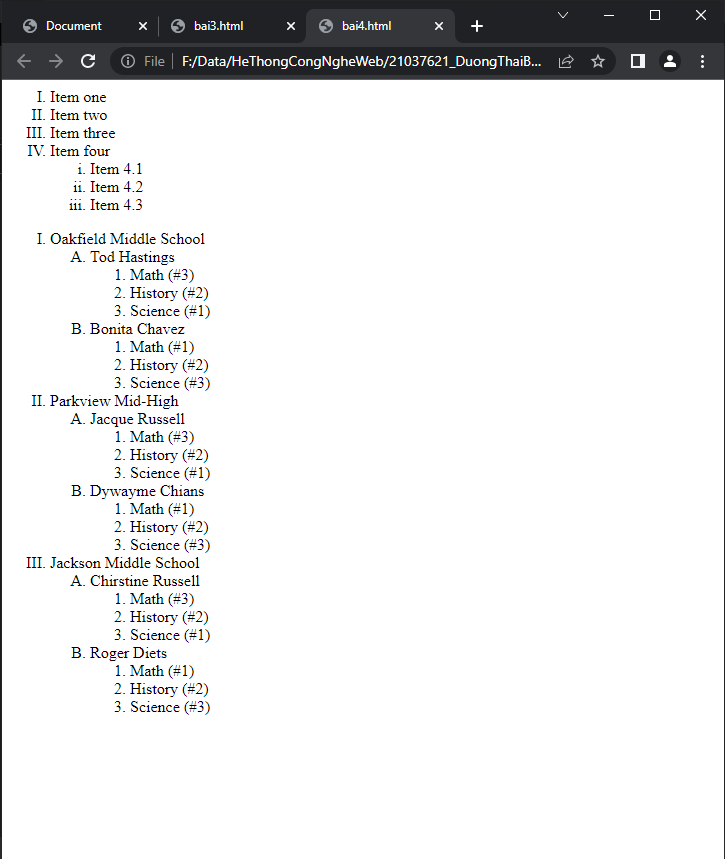 Document
bai3.html
bai4.html
File
F:/Data/HeThongCongNgheWeb/21037621_DuongThaiB...
I. Item one
II. Item two
III. Item three
IV. Item four
i. Item 4.1
ii. Item 4.2
iii. Item 4.3
I. Oakfield Middle School
A. Tod Hastings
1. Math (#3)
2. History (#2)
3. Science (#1)
B. Bonita Chavez
1. Math (#1)
2. History (#2)
3. Science (#3)
II. Parkview Mid-High
A. Jacque Russell
1. Math (#3)
2. History (#2)
3. Science (#1)
B. Dywayme Chians
1. Math (#1)
2. History (#2)
3. Science (#3)
III. Jackson Middle School
A. Chirstine Russell
1. Math (#3)
2. History (#2)
3. Science (#1)
B. Roger Diets
1. Math (#1)
2. History (#2)
3. Science (#3)